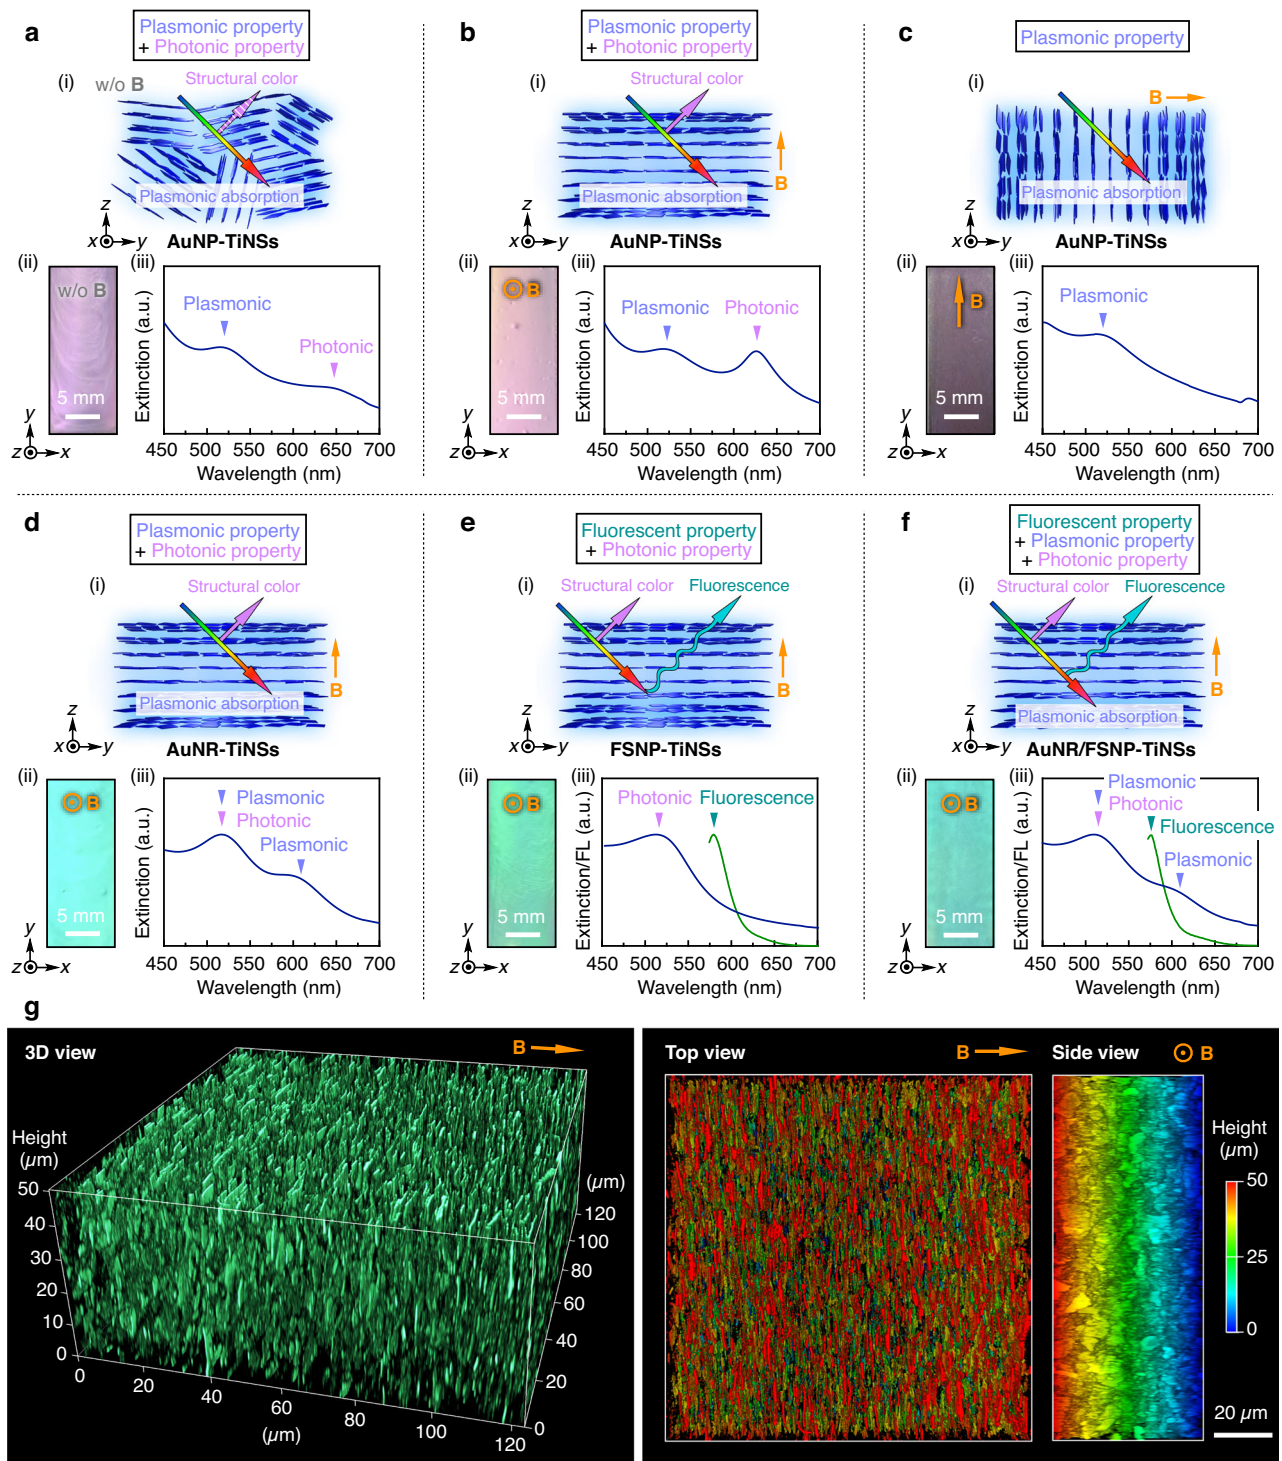 a
Plasmonic property
+ Photonic property
(i)
w/o B
Structural color
Plasmonic absorption
z
x
y
AuNP-TiNSs
(ii)
w/o B
5 mm
y
z
x
(iii)
Extinction (a.u.)
Plasmonic
Photonic
450 500 550 600 650 700
Wavelength (nm)
b
Plasmonic property
+ Photonic property
(i)
Structural color
B
Plasmonic absorption
z
x
y
AuNP-TiNSs
(ii)
B
5 mm
y
z
x
(iii)
Extinction (a.u.)
Plasmonic
Photonic
450 500 550 600 650 700
Wavelength (nm)
c
Plasmonic property
(i)
B
Plasmonic absorption
z
x
y
AuNP-TiNSs
(ii)
B
5 mm
y
z
x
(iii)
Extinction (a.u.)
Plasmonic
450 500 550 600 650 700
Wavelength (nm)
d
Plasmonic property
+ Photonic property
(i)
Structural color
B
Plasmonic absorption
z
x
y
AuNR-TiNSs
(ii)
B
5 mm
y
z
x
(iii)
Extinction (a.u.)
Plasmonic
Photonic
Plasmonic
450 500 550 600 650 700
Wavelength (nm)
e
Fluorescent property
+ Photonic property
(i)
Structural color
Fluorescence
B
z
x
y
FSNP-TiNSs
(ii)
B
5 mm
y
z
x
(iii)
Extinction/FL (a.u.)
Photonic
Fluorescence
450 500 550 600 650 700
Wavelength (nm)
f
Fluorescent property
+ Plasmonic property
+ Photonic property
(i)
Structural color
Fluorescence
B
Plasmonic absorption
z
x
y
AuNR/FSNP-TiNSs
(ii)
B
5 mm
y
z
x
(iii)
Extinction/FL (a.u.)
Plasmonic
Photonic
Fluorescence
Plasmonic
450 500 550 600 650 700
Wavelength (nm)
g
3D view
B
Height
(µm)
50
40
30
20
10
0
0 20 40 60 80 100 120
(µm)
(µm)
120
100
80
60
40
20
0
Top view
B
Side view
B
Height
(µm)
50
25
0
20 µm